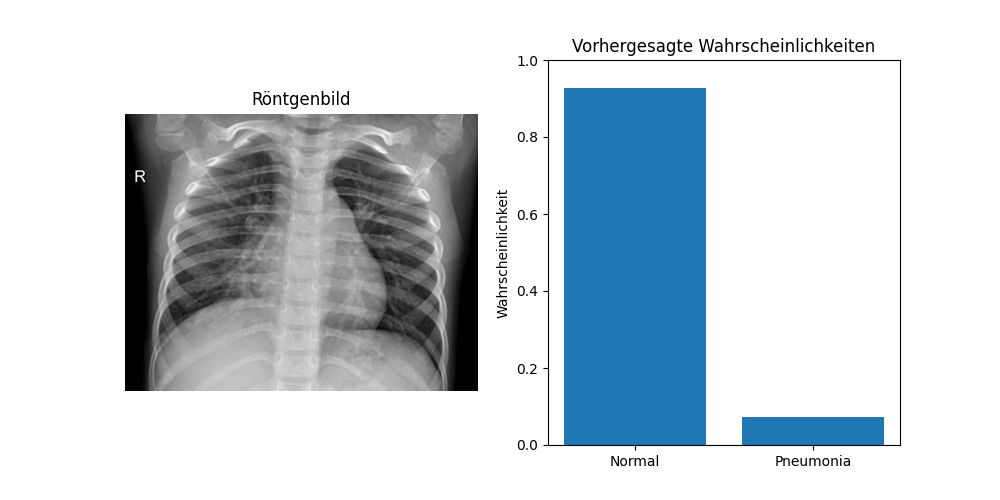 Röntgenbild
R
Vorhergesagte Wahrscheinlichkeiten
Wahrscheinlichkeit
1.0
0.8
0.6
0.4
0.2
0.0
Normal
Pneumonia